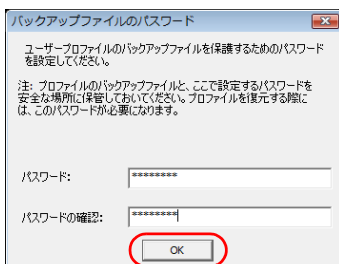 バックアップファイルのパスワード
ユーザープロファイルのバックアップファイルを保護するためのパスワード
を設定してください。
注: プロファイルのバックアップファイルと、ここで設定するパスワードを
安全な場所に保管しておいてください。プロファイルを復元する際に
は、このパスワードが必要になります。
パスワード: ********
パスワードの確認: ********
OK